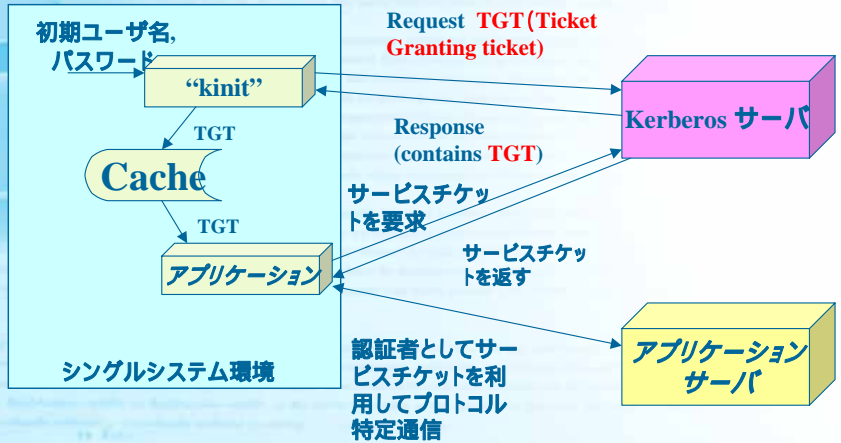 初期ユーザ名,
パスワード
Request TGT(Ticket
Granting ticket)
“kinit”
TGT
Cache
Response
(contains TGT)
Kerberos サーバ
TGT
サービスチケッ
トを要求
アプリケーション
サービスチケッ
トを返す
シングルシステム環境
認証者としてサー
ビスチケットを利
用してプロトコル
特定通信
アプリケーション
サーバ